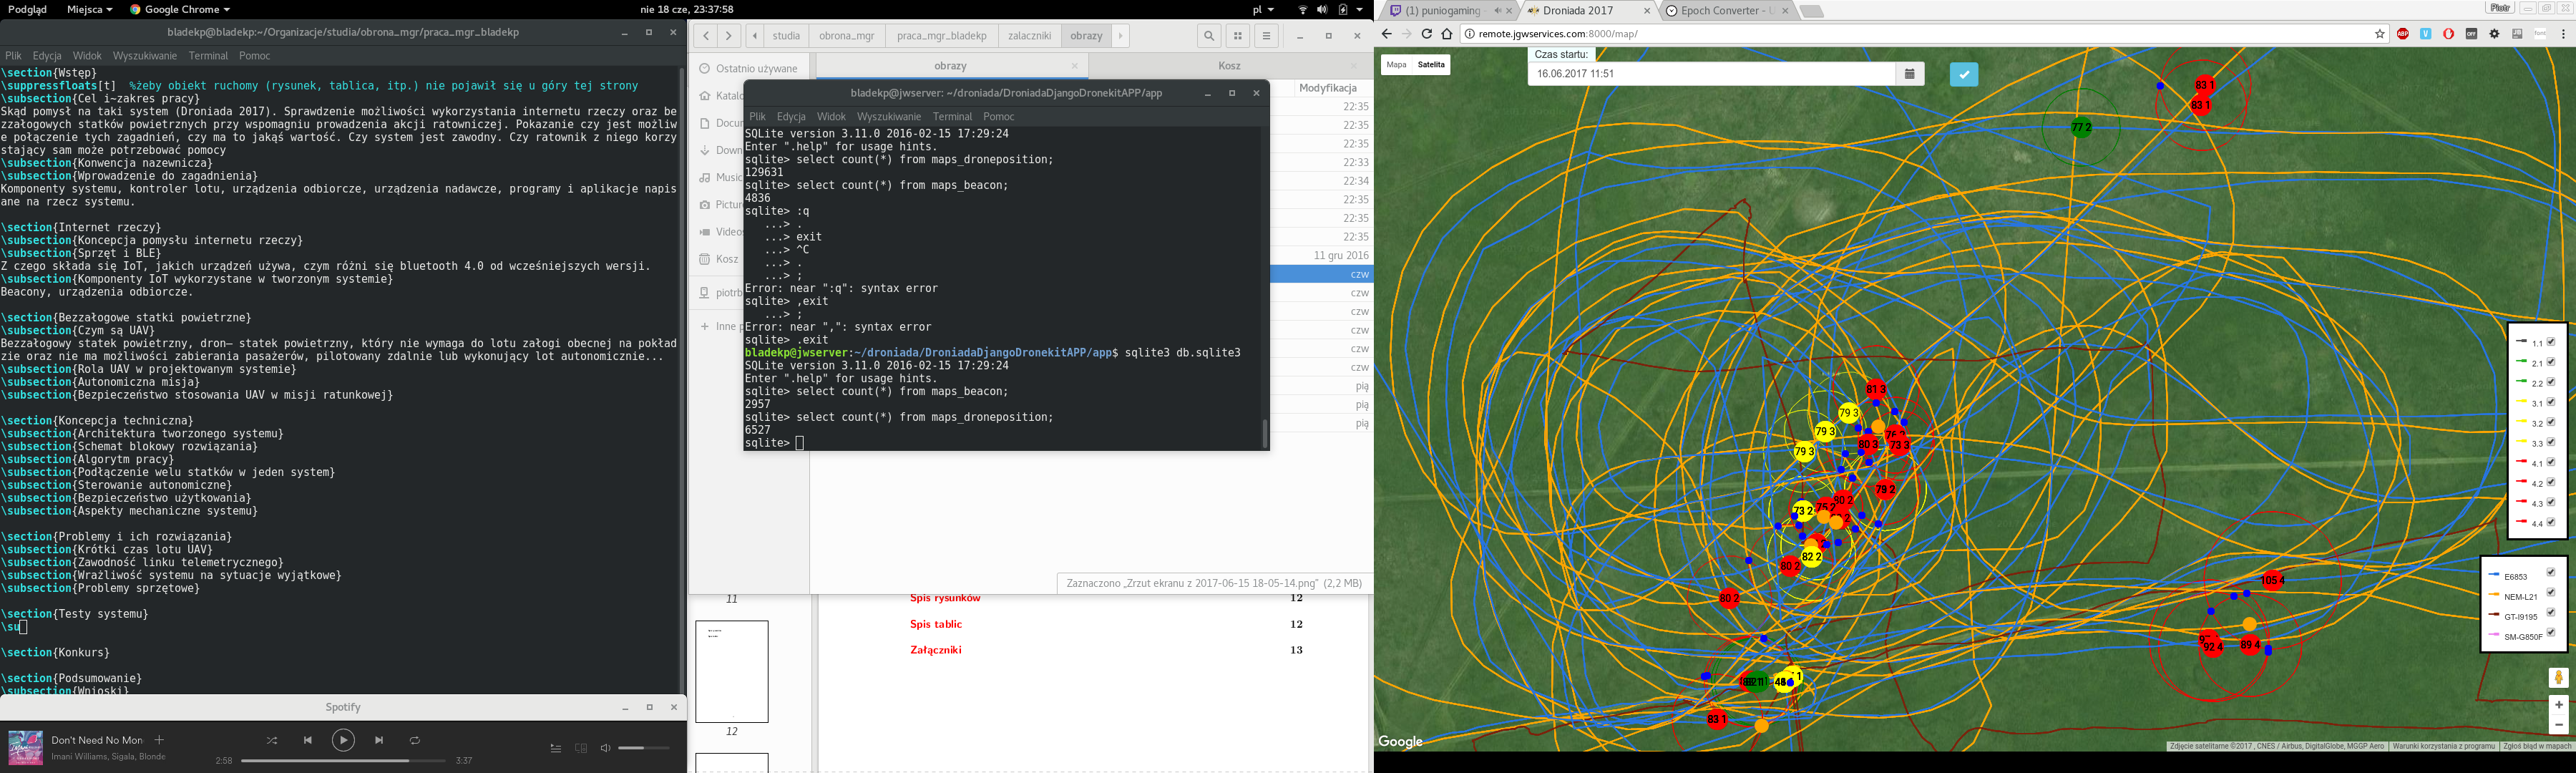 Podgląd
Miejsca
Google Chrome
nie 18 cze, 23:37:58
pl
bladekp@bladekp:~/Organizacje/studia/obrona_mgr/praca_mgr_bladekp
Plik Edycja Widok Wyszukiwanie Terminal Pomoc
\section{Wstęp}
\suppressfloats[t] %żeby obiekt ruchomy (rysunek, tablica, itp.) nie pojawił się u góry tej strony
\subsection{Cel i~zakres pracy}
Skąd pomysł na taki system (Droniada 2017). Sprawdzenie możliwości wykorzystania internetu rzeczy oraz be
zzałogowych statków powietrznych przy wspomagniu prowadzenia akcji ratowniczej. Pokazanie czy jest możliw
e połączenie tych zagadnień, czy ma to jakąś wartość. Czy system jest zawodny. Czy ratownik z niego korzy
stający sam może potrzebować pomocy
\subsection{Konwencja nazewnicza}
\subsection{Wprowadzenie do zagadnienia}
Komponenty systemu, kontroler lotu, urządzenia odbiorcze, urządzenia nadawcze, programy i aplikacje napis
ane na rzecz systemu.
\section{Internet rzeczy}
\subsection{Koncepcja pomysłu internetu rzeczy}
\subsection{Sprzęt i BLE}
Z czego składa się IoT, jakich urządzeń używa, czym różni się bluetooth 4.0 od wcześniejszych wersji.
\subsection{Komponenty IoT wykorzystane w tworzonym systemie}
Beacony, urządzenia odbiorcze.
\section{Bezzałogowe statki powietrzne}
\subsection{Czym są UAV}
Bezzałogowy statek powietrzny, dron– statek powietrzny, który nie wymaga do lotu załogi obecnej na pokład
zie oraz nie ma możliwości zabierania pasażerów, pilotowany zdalnie lub wykonujący lot autonomicznie...
\subsection{Rola UAV w projektowanym systemie}
\subsection{Autonomiczna misja}
\subsection{Bezpieczeństwo stosowania UAV w misji ratunkowej}
\section{Koncepcja techniczna}
\subsection{Architektura tworzonego systemu}
\subsection{Schemat blokowy rozwiązania}
\subsection{Algorytm pracy}
\subsection{Podłączenie welu statków w jeden system}
\subsection{Sterowanie autonomiczne}
\subsection{Bezpieczeństwo użytkowania}
\subsection{Aspekty mechaniczne systemu}
\section{Problemy i ich rozwiązania}
\subsection{Krótki czas lotu UAV}
\subsection{Zawodność linku telemetrycznego}
\subsection{Wrażliwość systemu na sytuacje wyjątkowe}
\subsection{Problemy sprzętowe}
\section{Testy systemu}
\su
\section{Konkurs}
\section{Podsumowanie}
\subsection{Wnioski}
Spotify
Don't Need No Mon
Imani Williams, Sigala, Blonde
2:58
3:37
studia obrona_mgr praca_mgr_bladekp zalaczniki obrazy
Ostatnio używane
obrazy
Kosz
Modyfikacja
Katalo
Docun
Down
Music
Picture
Videos
Kosz
piotrb
Inne p
22:35
22:35
22:35
22:33
22:34
22:35
22:35
22:35
11 gru 2016
czw
czw
czw
czw
czw
czw
pią
pią
pią
bladekp@jwserver: ~/droniada/DroniadaDjangoDronekitAPP/app
Plik Edycja Widok Wyszukiwanie Terminal Pomoc
SQLite version 3.11.0 2016-02-15 17:29:24
Enter ".help" for usage hints.
sqlite> select count(*) from maps_droneposition;
129631
sqlite> select count(*) from maps_beacon;
4836
sqlite> :q
...> .
...> exit
...> ^C
...> .
...> ;
Error: near ":q": syntax error
sqlite> ,exit
...> ;
Error: near ",": syntax error
sqlite> .exit
bladekp@jwserver:~/droniada/DroniadaDjangoDronekitAPP/app$ sqlite3 db.sqlite3
SQLite version 3.11.0 2016-02-15 17:29:24
Enter ".help" for usage hints.
sqlite> select count(*) from maps_beacon;
2957
sqlite> select count(*) from maps_droneposition;
6527
sqlite>
Zaznaczono „Zrzut ekranu z 2017-06-15 18-05-14.png” (2,2 MB)
11
12
Spis rysunków 12
Spis tablic 12
Załączniki 13
(1) puniogaming
Droniada 2017
Epoch Converter - U
Piotr
remote.jgwservices.com:8000/map/
Mapa Satelita
Czas startu:
16.06.2017 11:51
83 1
83 1
77 2
81 3
79 3
79 3
79 3
80 3
73 3
79 2
80 2
73 2
82 2
80 2
80 2
105 4
92 4
89 4
83 1
1.1
2.1
2.2
3.1
3.2
3.3
4.1
4.2
4.3
4.4
E6853
NEM-L21
GT-I9195
SM-G850F
Google
Zdjęcie satelitarne ©2017 , CNES / Airbus, DigitalGlobe, MGGP Aero
Warunki korzystania z programu
Zgłoś błąd w mapach